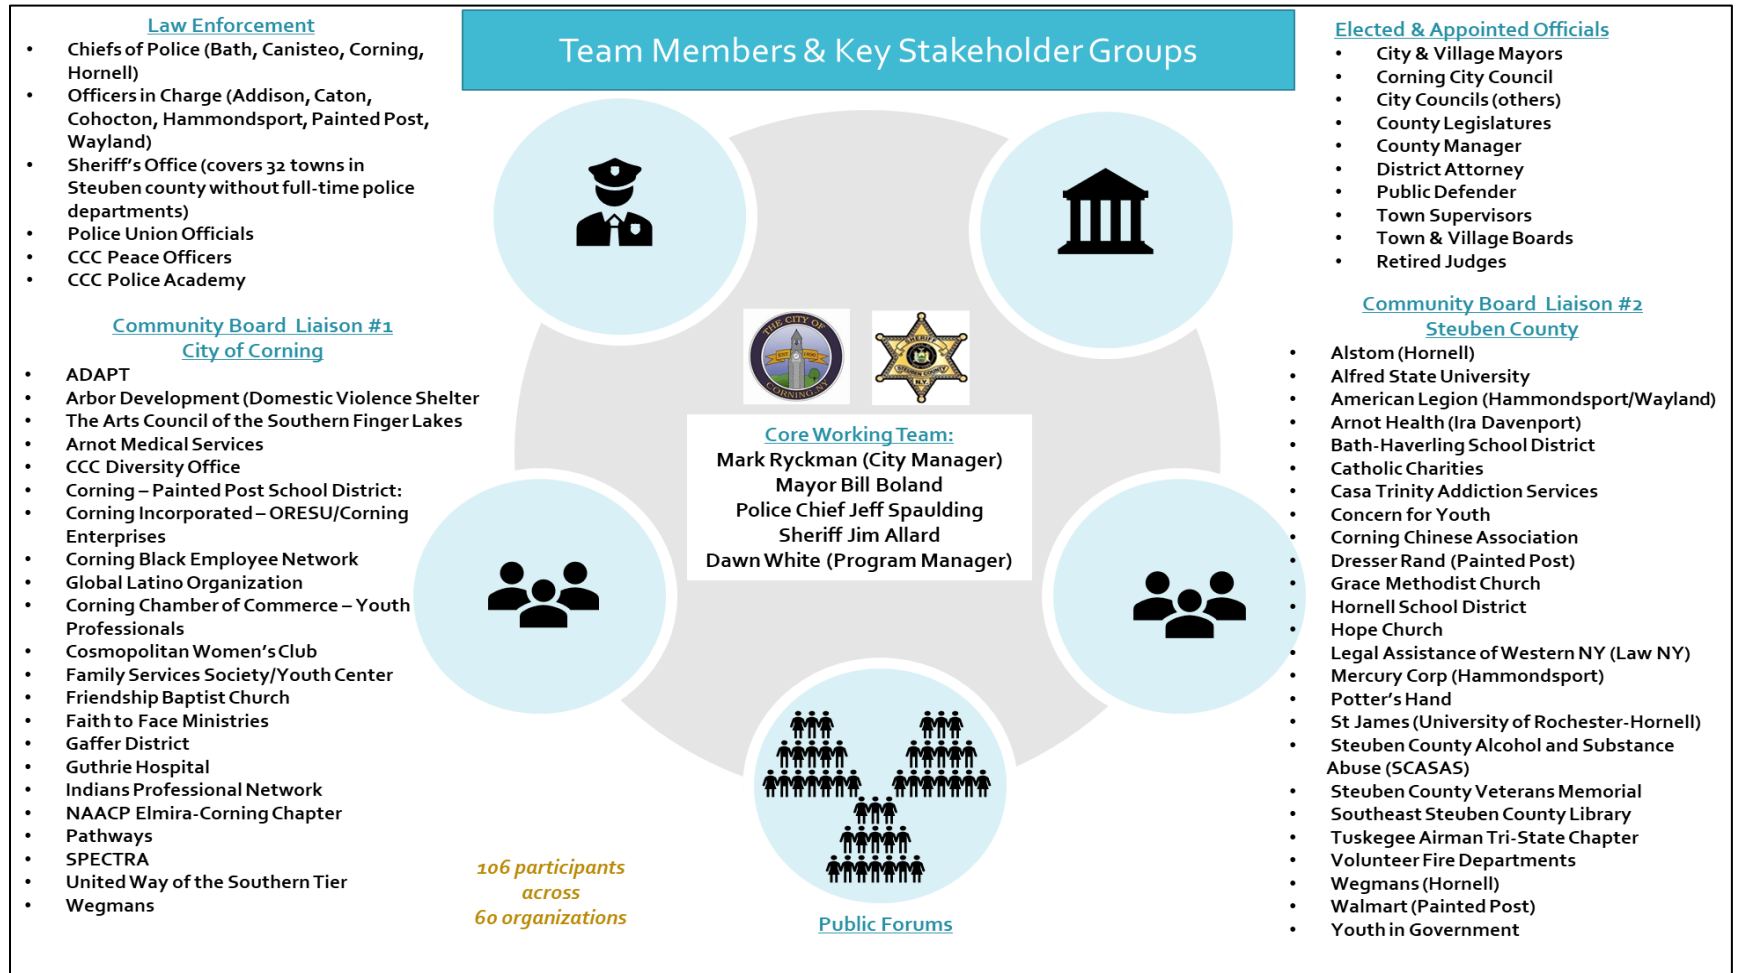 Team Members & Key Stakeholder Groups
Law Enforcement
• Chiefs of Police (Bath, Canisteo, Corning,
Hornell)
• Officers in Charge (Addison, Caton,
Cohocton, Hammondsport, Painted Post,
Wayland)
• Sheriff's Office (covers 32 towns in
Steuben county without full-time police
departments)
• Police Union Officials
• CCC Peace Officers
• CCC Police Academy
Community Board Liaison #1
City of Corning
• ADAPT
• Arbor Development (Domestic Violence Shelter
• The Arts Council of the Southern Finger Lakes
• Arnot Medical Services
• CCC Diversity Office
• Corning – Painted Post School District:
• Corning Incorporated – ORESU/Corning
Enterprises
• Corning Black Employee Network
• Global Latino Organization
• Corning Chamber of Commerce – Youth
Professionals
• Cosmopolitan Women's Club
• Family Services Society/Youth Center
• Friendship Baptist Church
• Faith to Face Ministries
• Gaffer District
• Guthrie Hospital
• Indians Professional Network
• NAACP Elmira-Corning Chapter
• Pathways
• SPECTRA
• United Way of the Southern Tier
• Wegmans
THE CITY OF
EST 1890
CORNING, NY
SHERIFF
STEUBEN COUNTY
N.Y.
Core Working Team:
Mark Ryckman (City Manager)
Mayor Bill Boland
Police Chief Jeff Spaulding
Sheriff Jim Allard
Dawn White (Program Manager)
106 participants
across
60 organizations
Public Forums
Elected & Appointed Officials
• City & Village Mayors
• Corning City Council
• City Councils (others)
• County Legislatures
• County Manager
• District Attorney
• Public Defender
• Town Supervisors
• Town & Village Boards
• Retired Judges
Community Board Liaison #2
Steuben County
• Alstom (Hornell)
• Alfred State University
• American Legion (Hammondsport/Wayland)
• Arnot Health (Ira Davenport)
• Bath-Haverling School District
• Catholic Charities
• Casa Trinity Addiction Services
• Concern for Youth
• Corning Chinese Association
• Dresser Rand (Painted Post)
• Grace Methodist Church
• Hornell School District
• Hope Church
• Legal Assistance of Western NY (Law NY)
• Mercury Corp (Hammondsport)
• Potter's Hand
• St James (University of Rochester-Hornell)
• Steuben County Alcohol and Substance
Abuse (SCASAS)
• Steuben County Veterans Memorial
• Southeast Steuben County Library
• Tuskegee Airman Tri-State Chapter
• Volunteer Fire Departments
• Wegmans (Hornell)
• Walmart (Painted Post)
• Youth in Government